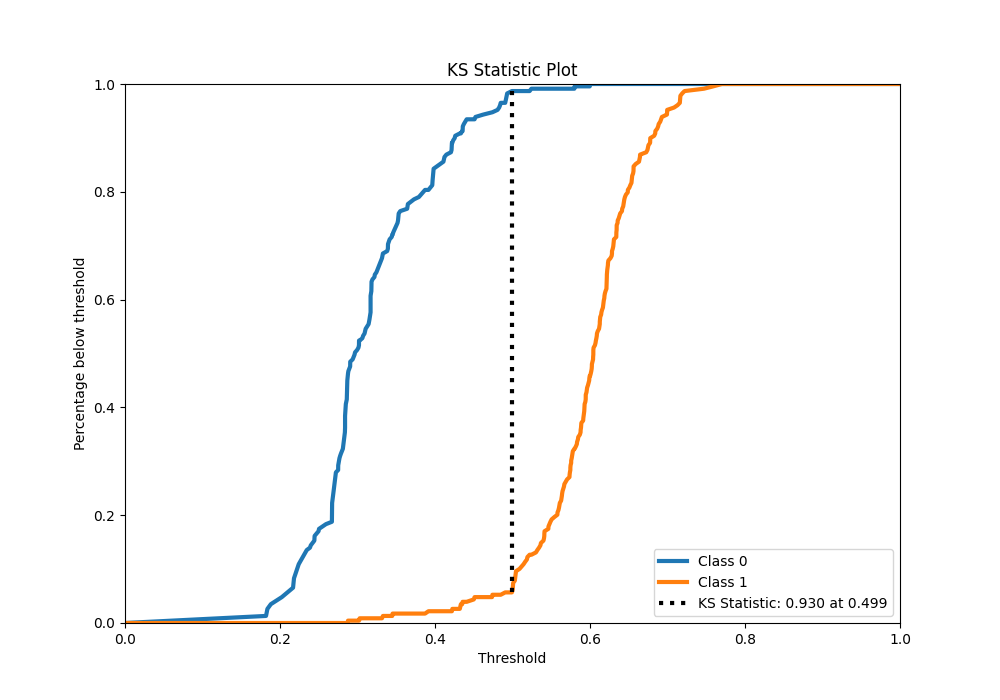 KS Statistic Plot
1.0
0.8
0.6
0.4
0.2
0.0
Percentage below threshold
0.0 0.2 0.4 0.6 0.8 1.0
Threshold
Class 0
Class 1
KS Statistic: 0.930 at 0.499